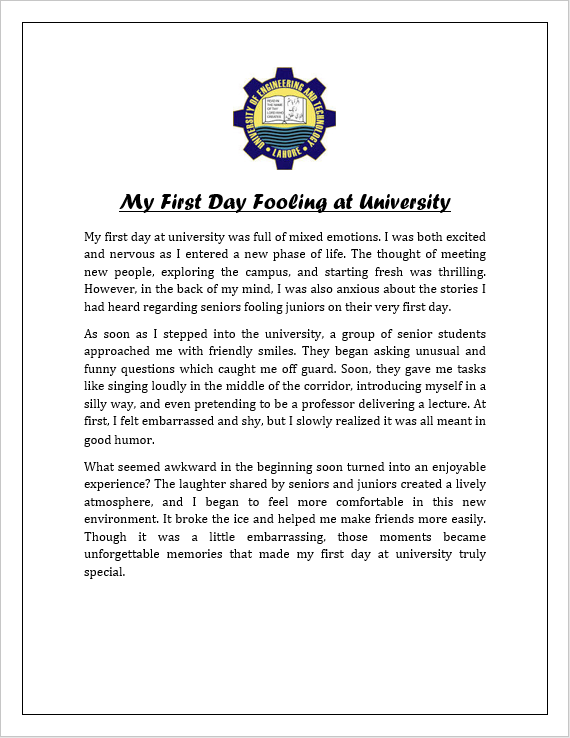 UNIVERSITY OF ENGINEERING AND TECHNOLOGY
LAHORE
My First Day Fooling at University
My first day at university was full of mixed emotions. I was both excited
and nervous as I entered a new phase of life. The thought of meeting
new people, exploring the campus, and starting fresh was thrilling.
However, in the back of my mind, I was also anxious about the stories I
had heard regarding seniors fooling juniors on their very first day.
As soon as I stepped into the university, a group of senior students
approached me with friendly smiles. They began asking unusual and
funny questions which caught me off guard. Soon, they gave me tasks
like singing loudly in the middle of the corridor, introducing myself in a
silly way, and even pretending to be a professor delivering a lecture. At
first, I felt embarrassed and shy, but I slowly realized it was all meant in
good humor.
What seemed awkward in the beginning soon turned into an enjoyable
experience? The laughter shared by seniors and juniors created a lively
atmosphere, and I began to feel more comfortable in this new
environment. It broke the ice and helped me make friends more easily.
Though it was a little embarrassing, those moments became
unforgettable memories that made my first day at university truly
special.